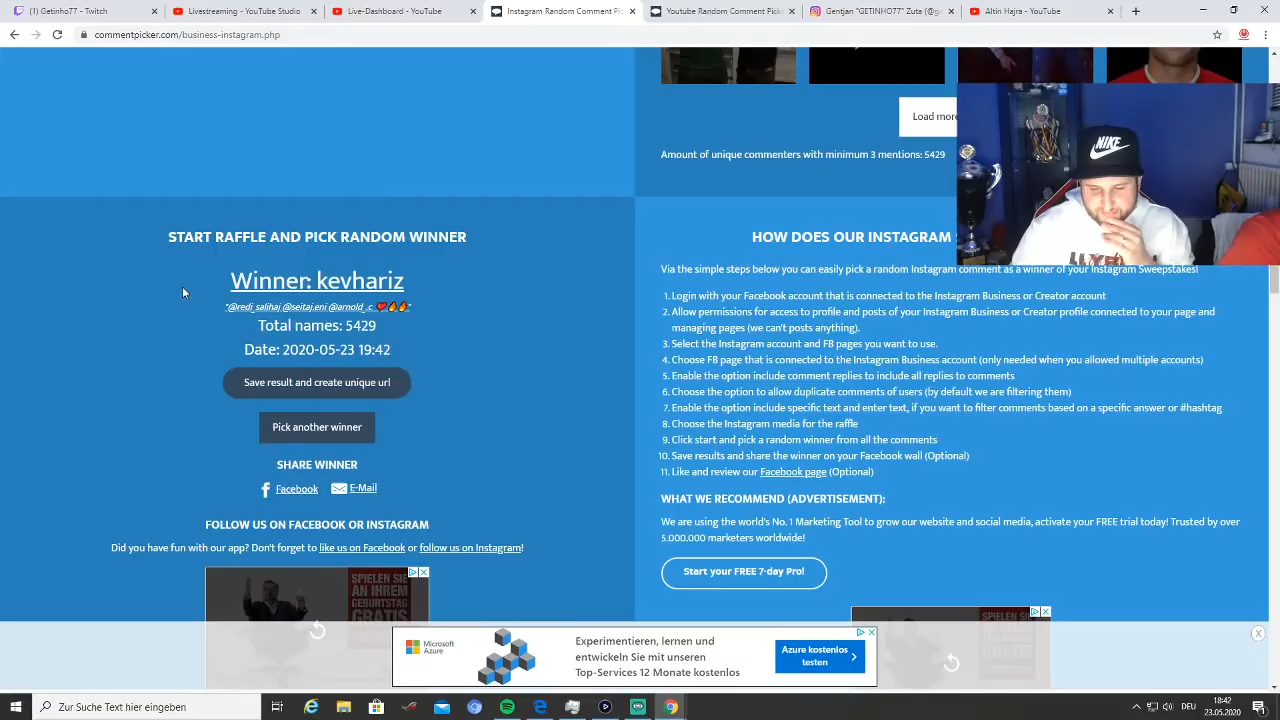 (1) Getinho77 - Twitch
Livestreaming - YouTube Studio
Live-Dashboard - YouTube
Instagram Random Comment Pick
Youtube Random Comment Picke
Gentjan "GETINHO77" Zuta (@ge
Altin Hajra - YouTube
commentpicker.com/business-instagram.php
Load more
Amount of unique commenters with minimum 3 mentions: 5429
NIKE
START RAFFLE AND PICK RANDOM WINNER
Winner: kevhariz
"@redi_salihaj @seitaj.eni @arnold_.c ❤️🔥🔥"
Total names: 5429
Date: 2020-05-23 19:42
Save result and create unique url
Pick another winner
SHARE WINNER
Facebook
E-Mail
FOLLOW US ON FACEBOOK OR INSTAGRAM
Did you have fun with our app? Don't forget to like us on Facebook or follow us on Instagram!
SPIELEN SIE
AN IHREM
GEBURTSTAG
GRATIS
HOW DOES OUR INSTAGRAM
Via the simple steps below you can easily pick a random Instagram comment as a winner of your Instagram Sweepstakes!
1. Login with your Facebook account that is connected to the Instagram Business or Creator account
2. Allow permissions for access to profile and posts of your Instagram Business or Creator profile connected to your page and
managing pages (we can't posts anything).
3. Select the Instagram account and FB pages you want to use.
4. Choose FB page that is connected to the Instagram Business account (only needed when you allowed multiple accounts)
5. Enable the option include comment replies to include all replies to comments
6. Choose the option to allow duplicate comments of users (by default we are filtering them)
7. Enable the option include specific text and enter text, if you want to filter comments based on a specific answer or #hashtag
8. Choose the Instagram media for the raffle
9. Click start and pick a random winner from all the comments
10. Save results and share the winner on your Facebook wall (Optional)
11. Like and review our Facebook page (Optional)
WHAT WE RECOMMEND (ADVERTISEMENT):
We are using the world's No. 1 Marketing Tool to grow our website and social media, activate your FREE trial today! Trusted by over
5.000.000 marketers worldwide!
Start your FREE 7-day Pro!
SPIELEN SIE
Microsoft
Azure
Experimentieren, lernen und
entwickeln Sie mit unseren
Top-Services 12 Monate kostenlos
Azure kostenlos
testen
Zur Suche Text hier eingeben
DEU
18:42
23.05.2020